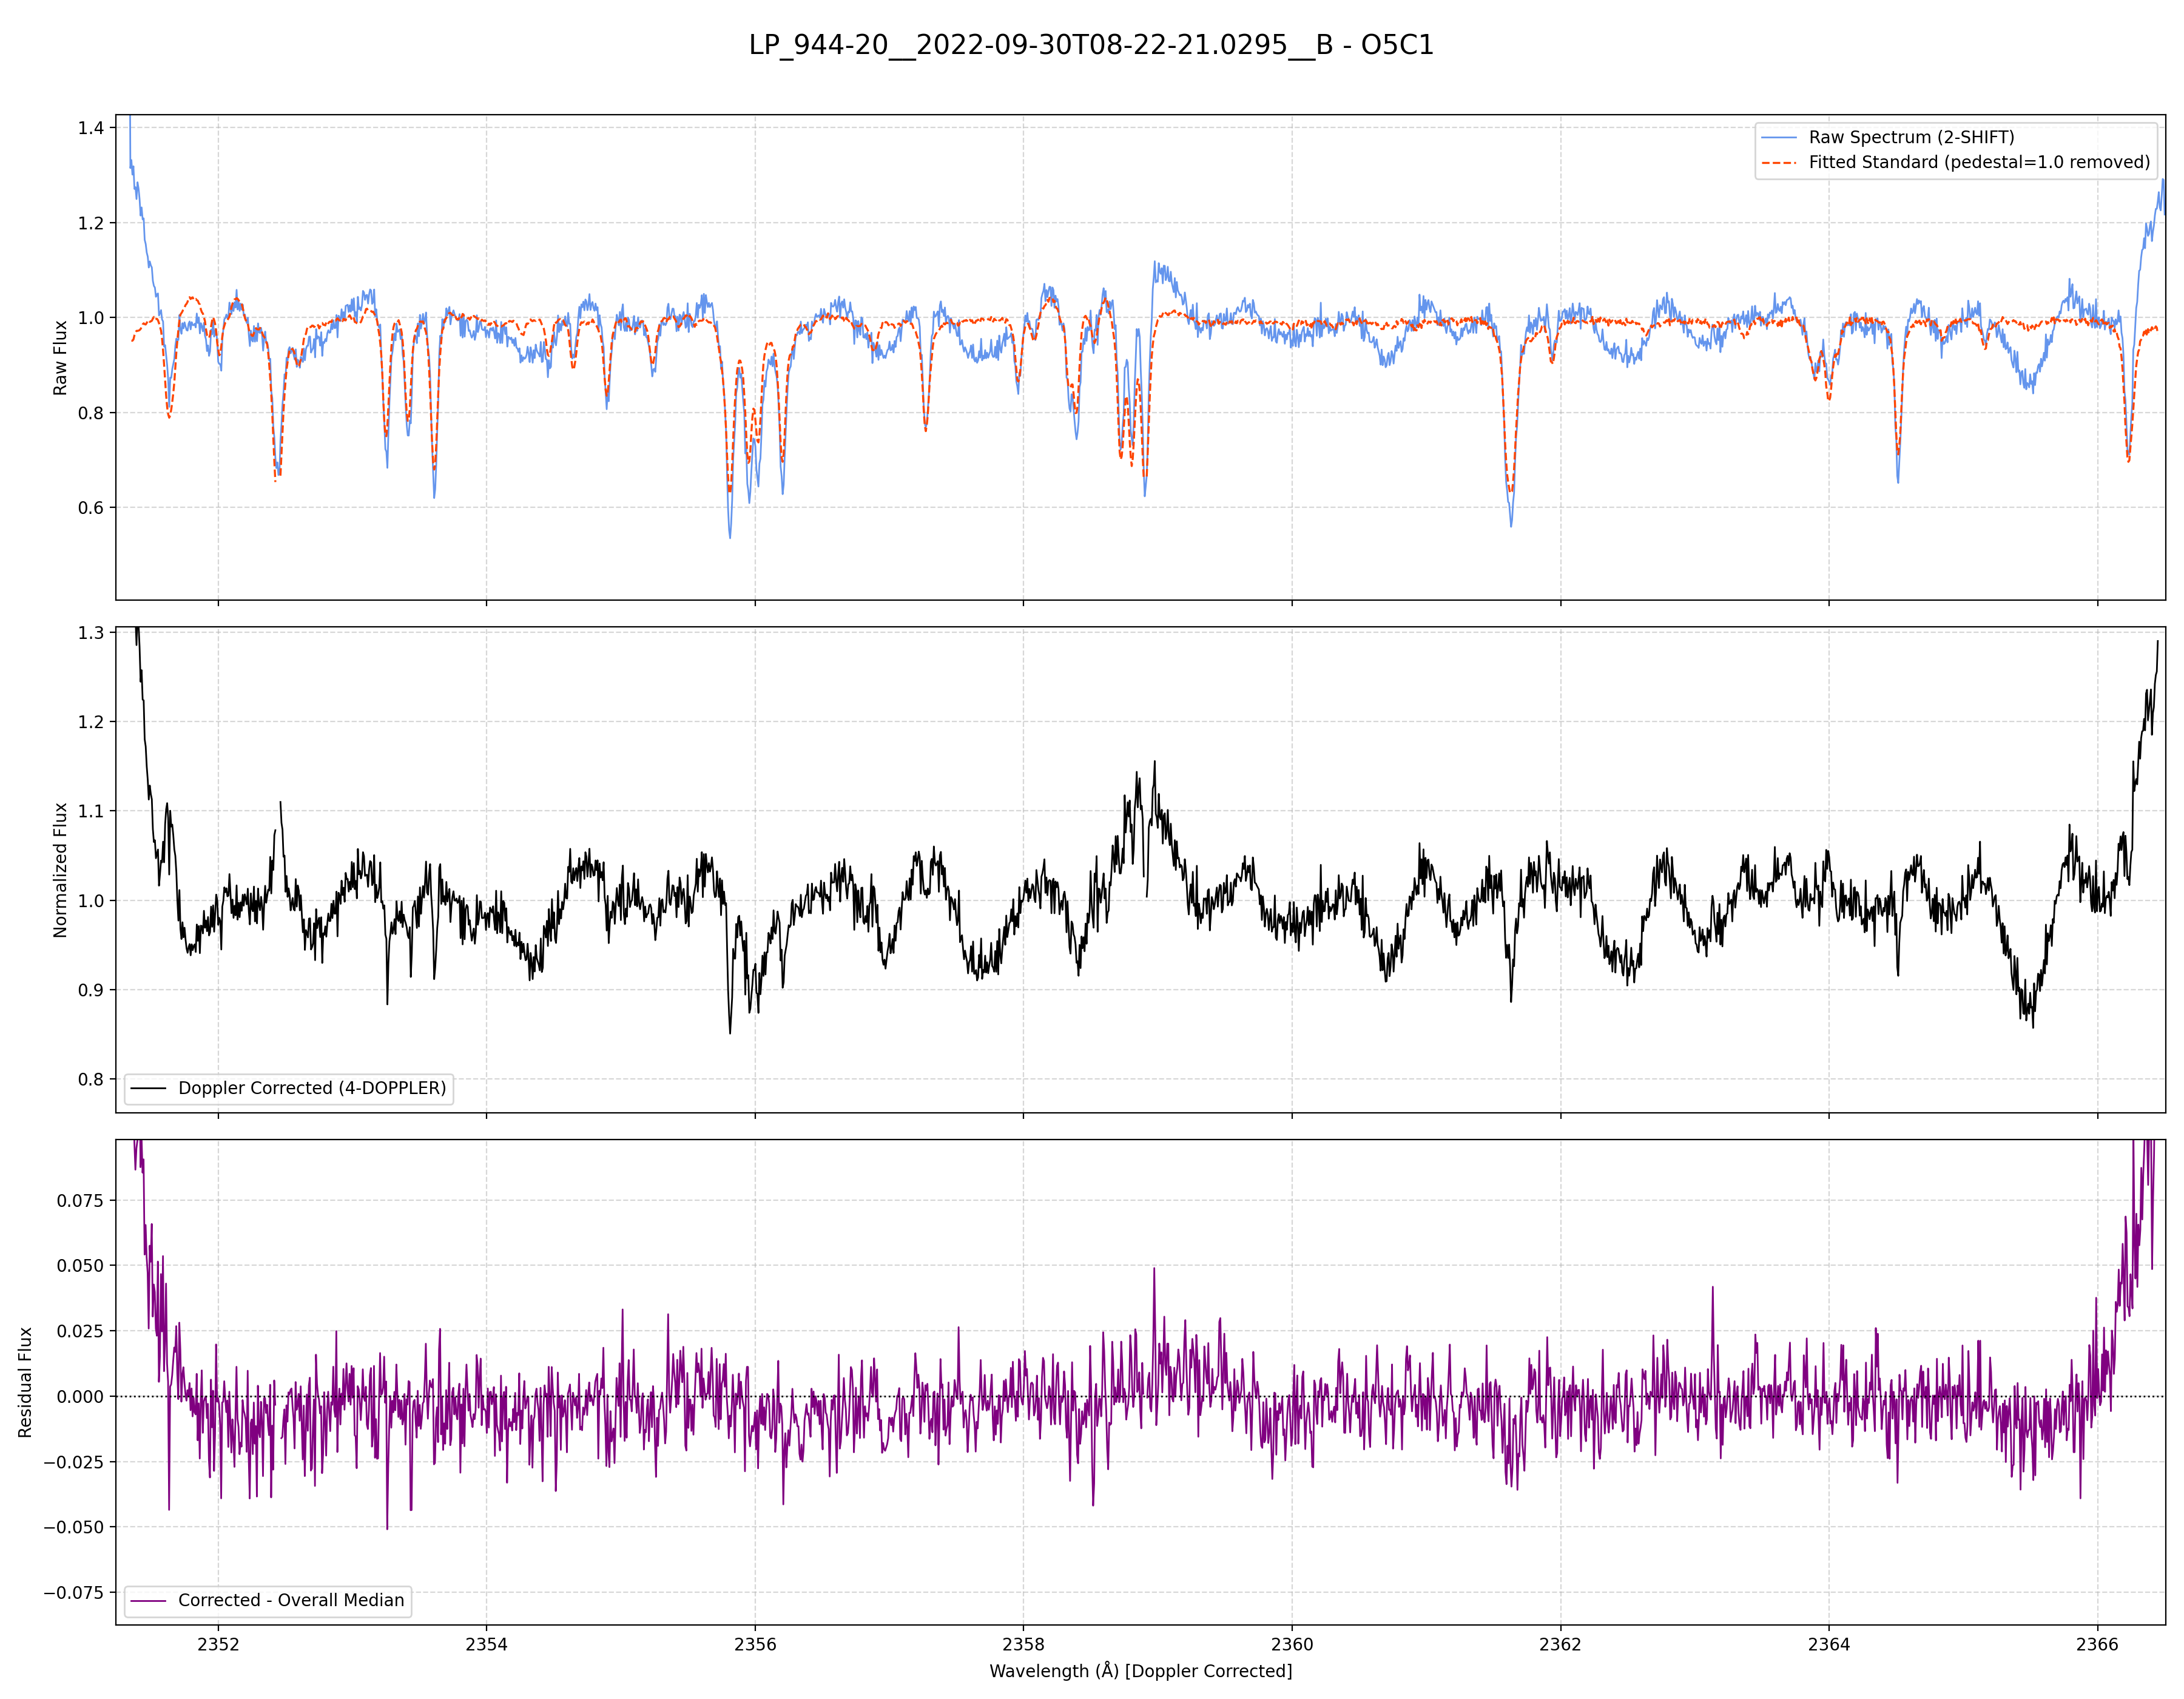 LP_944-20__2022-09-30T08-22-21.0295__B - O5C1
Raw Flux
1.4
1.2
1.0
0.8
0.6
Raw Spectrum (2-SHIFT)
Fitted Standard (pedestal=1.0 removed)
Normalized Flux
1.3
1.2
1.1
1.0
0.9
0.8
Doppler Corrected (4-DOPPLER)
Residual Flux
0.075
0.050
0.025
0.000
−0.025
−0.050
−0.075
Corrected - Overall Median
2352 2354 2356 2358 2360 2362 2364 2366
Wavelength (Å) [Doppler Corrected]